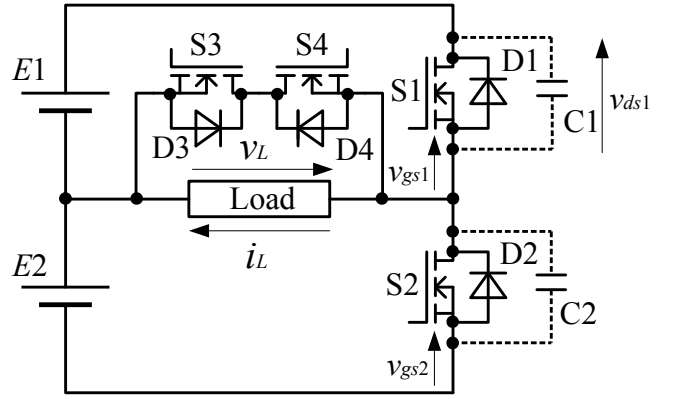 S3 S4
E1
D3 D4
vL
Load
iL
E2
S1
D1
C1
vds1
vgs1
S2
D2
C2
vgs2